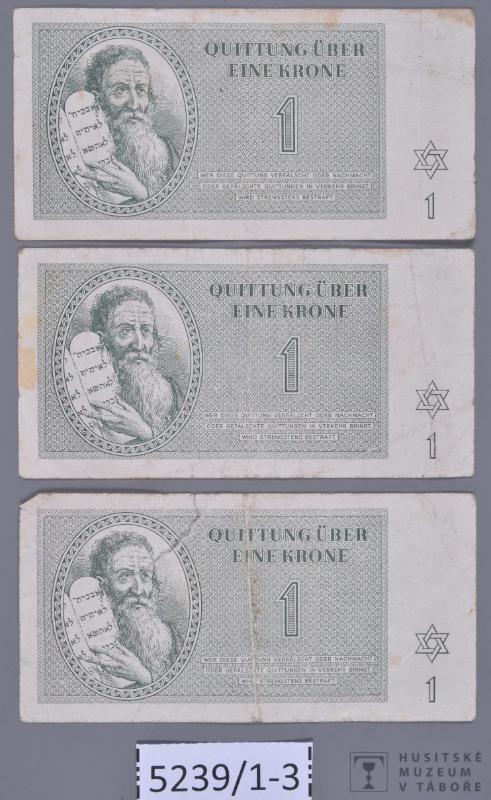 QUITTUNG ÜBER
EINE KRONE
1
WER DIESE QUITTUNG VERFÄLSCHT ODER NACHMACHT
ODER GEFÄLSCHTE QUITTUNGEN IN VERKEHR BRINGT,
WIRD STRENGSTENS BESTRAFT
1
QUITTUNG ÜBER
EINE KRONE
1
WER DIESE QUITTUNG VERFÄLSCHT ODER NACHMACHT
ODER GEFÄLSCHTE QUITTUNGEN IN VERKEHR BRINGT,
WIRD STRENGSTENS BESTRAFT
1
QUITTUNG ÜBER
EINE KRONE
1
WER DIESE QUITTUNG VERFÄLSCHT ODER NACHMACHT
ODER GEFÄLSCHTE QUITTUNGEN IN VERKEHR BRINGT,
WIRD STRENGSTENS BESTRAFT
1
5239/1-3
HUSITSKÉ
MUZEUM
V TÁBOŘE